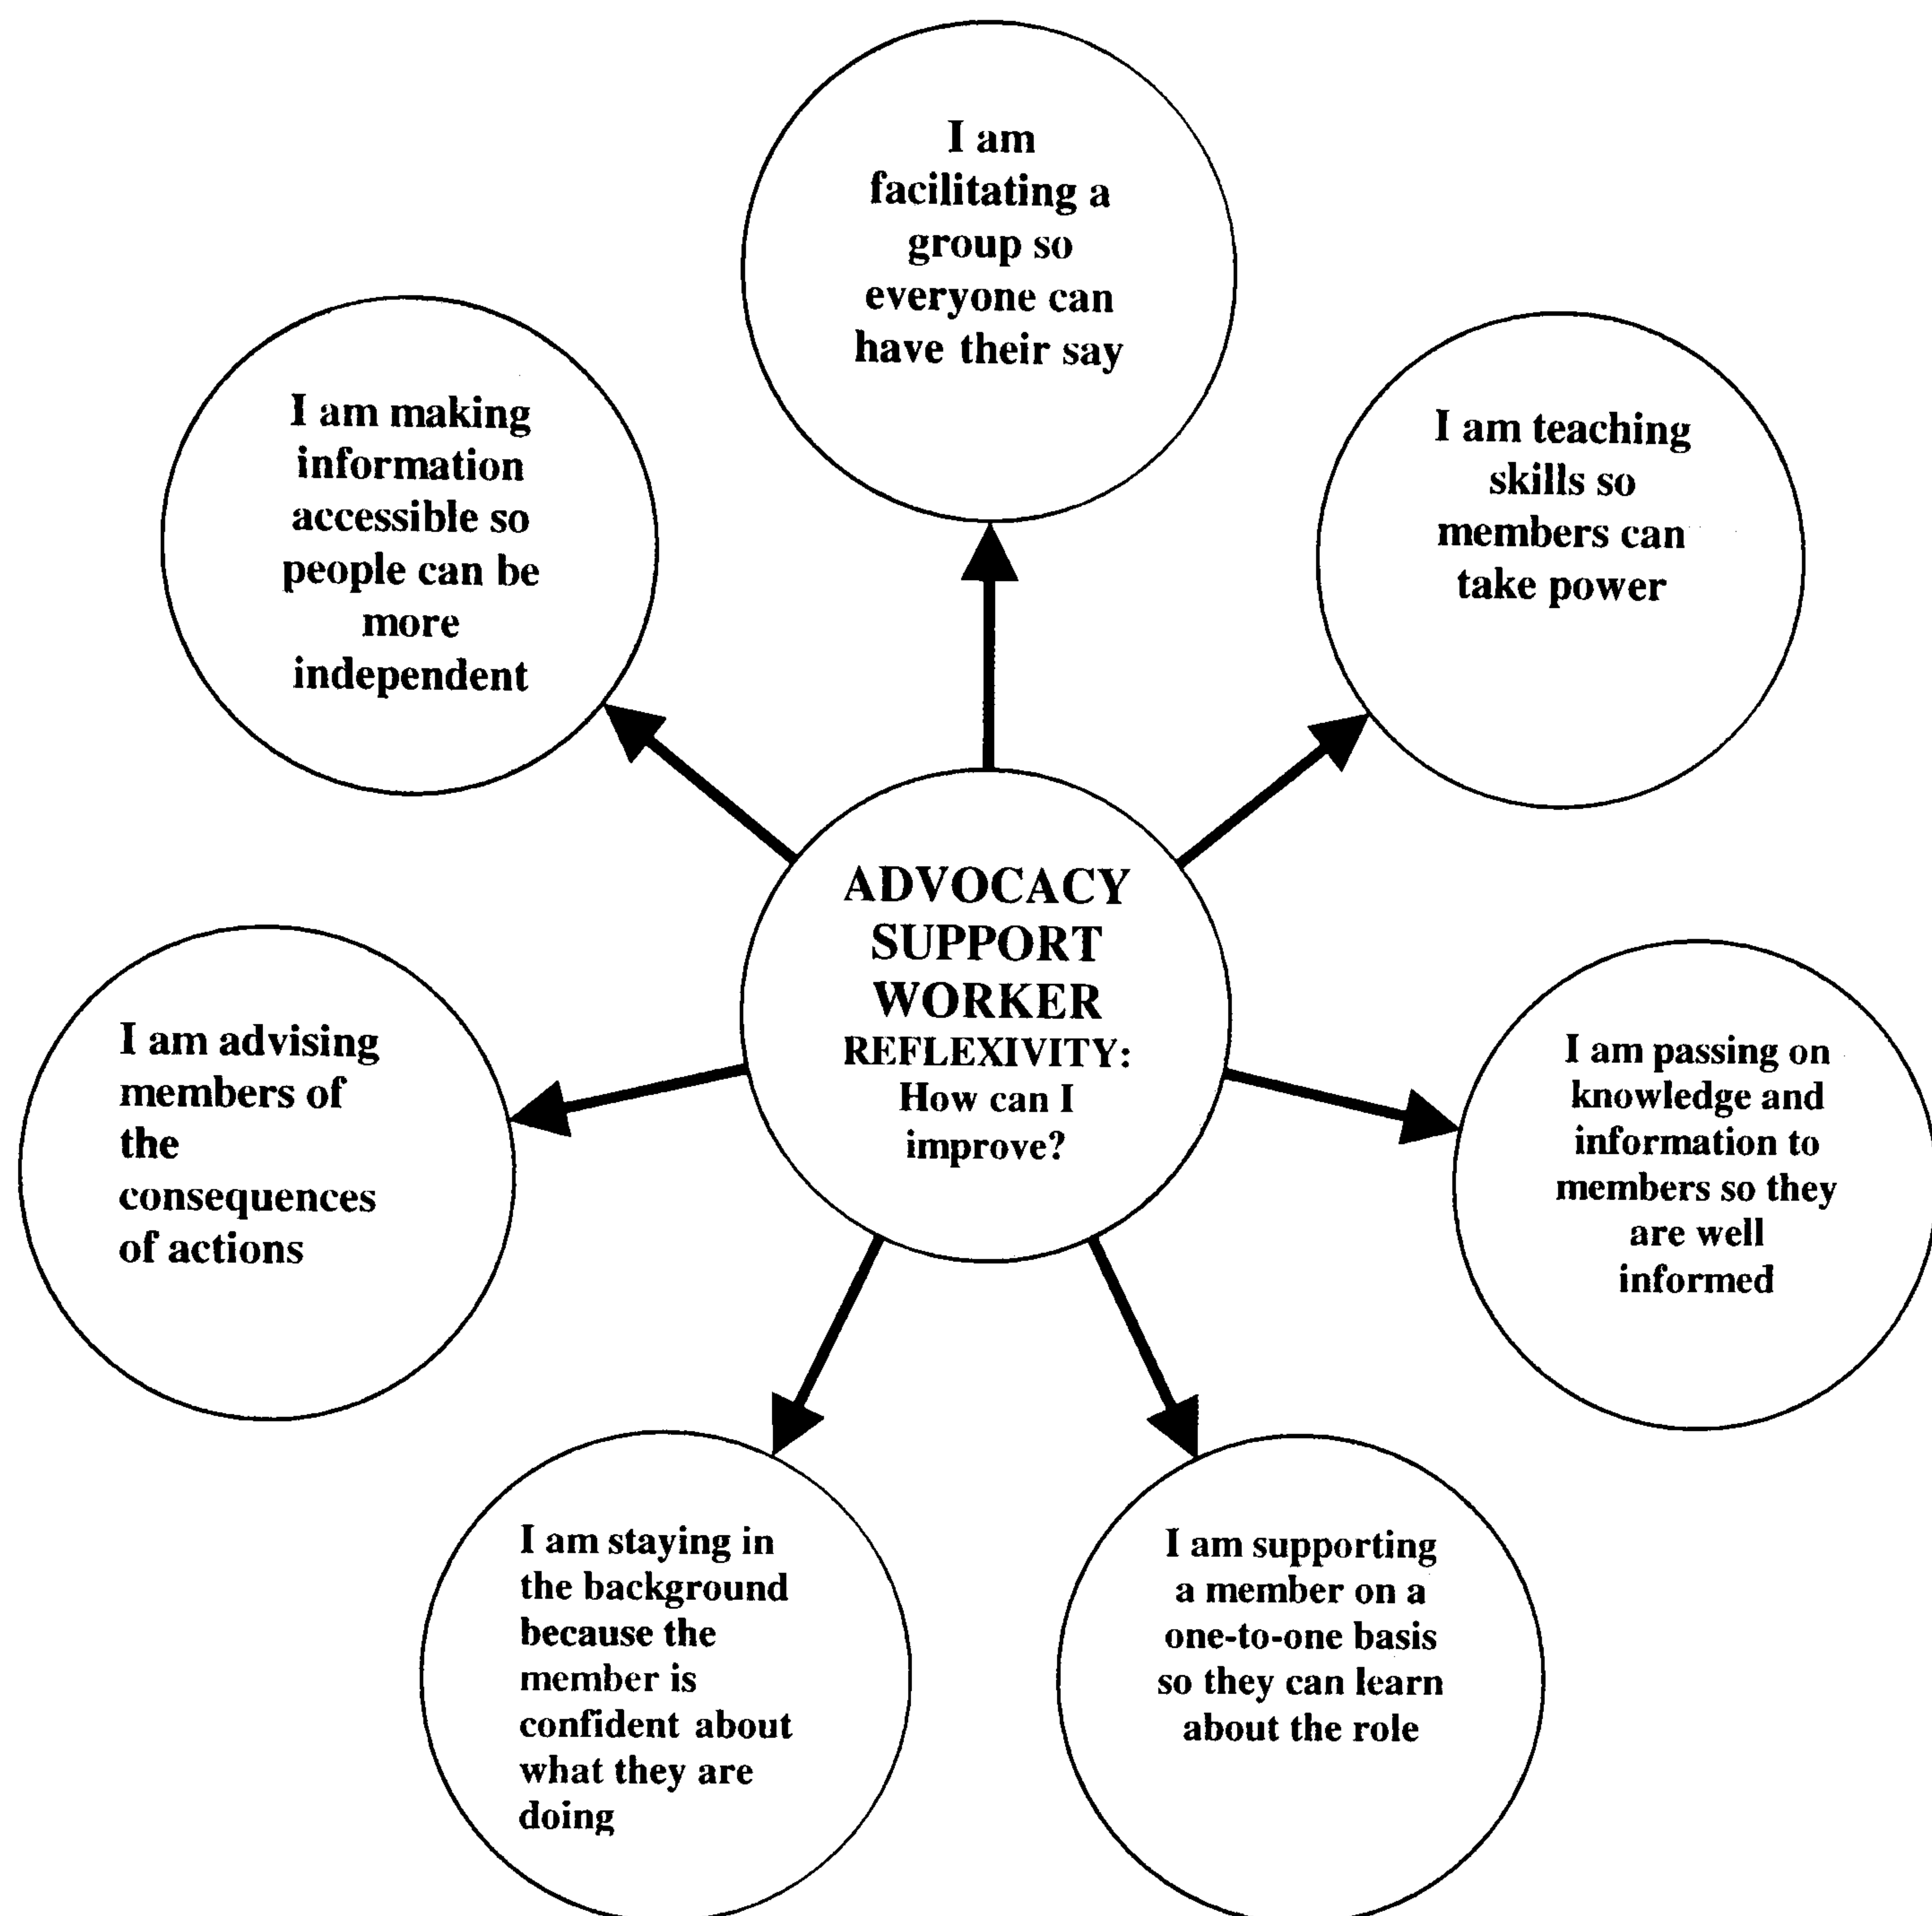 I am
facilitating a
group so
everyone can
have their say
I am making
information
accessible so
people can be
more
independent
I am teaching
skills so
members can
take power
ADVOCACY
SUPPORT
WORKER
REFLEXIVITY:
How can I
improve?
I am advising
members of
the
consequences
of actions
I am passing on
knowledge and
information to
members so they
are well
informed
I am staying in
the background
because the
member is
confident about
what they are
doing
I am supporting
a member on a
one-to-one basis
so they can learn
about the role